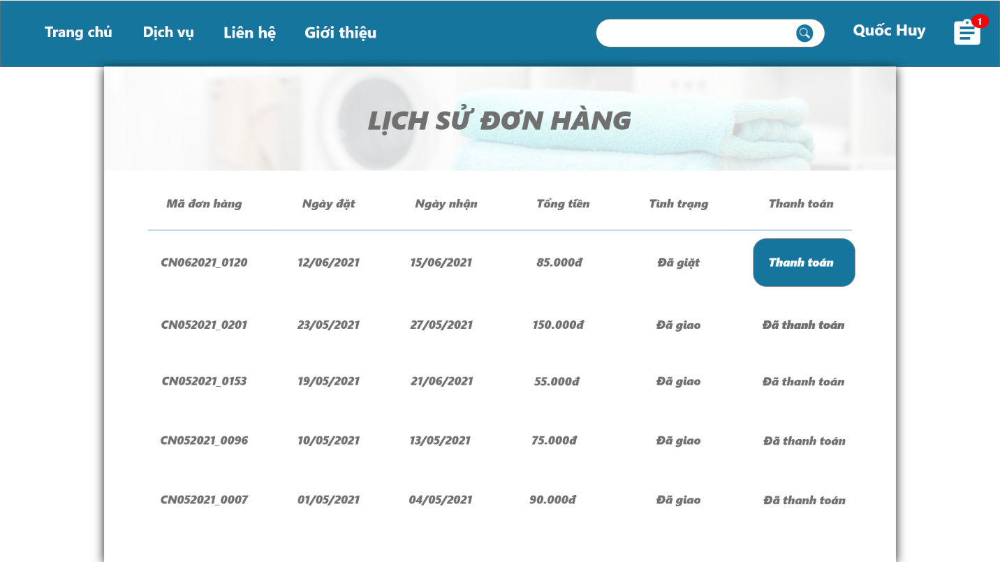 Trang chủ Dịch vụ Liên hệ Giới thiệu Quốc Huy 1
LỊCH SỬ ĐƠN HÀNG
Mã đơn hàng Ngày đặt Ngày nhận Tổng tiền Tình trạng Thanh toán
CN062021_0120 12/06/2021 15/06/2021 85.000đ Đã giặt Thanh toán
CN052021_0201 23/05/2021 27/05/2021 150.000đ Đã giao Đã thanh toán
CN052021_0153 19/05/2021 21/06/2021 55.000đ Đã giao Đã thanh toán
CN052021_0096 10/05/2021 13/05/2021 75.000đ Đã giao Đã thanh toán
CN052021_0007 01/05/2021 04/05/2021 90.000đ Đã giao Đã thanh toán